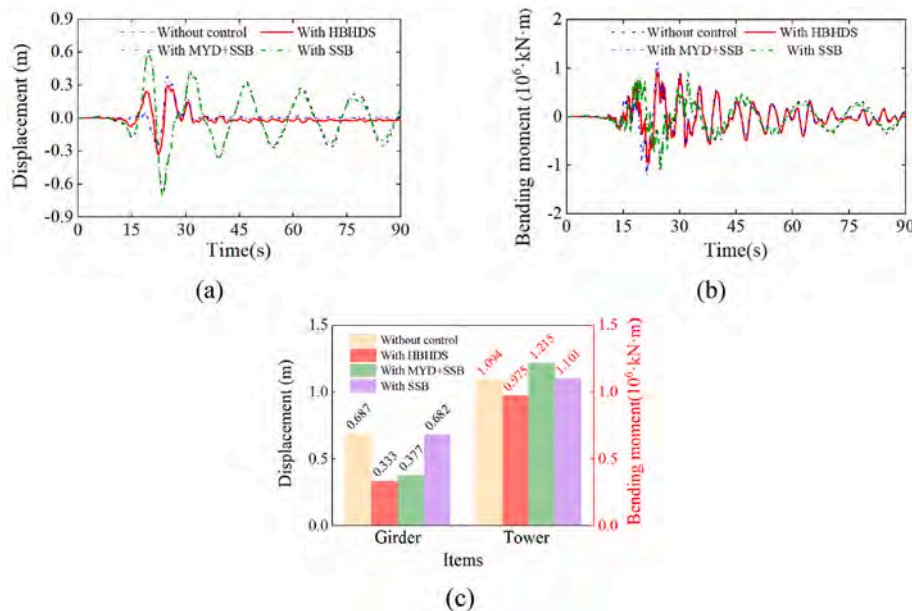 Without control With HBHDS
With MYD+SSB With SSB
Displacement (m)
0.9
0.6
0.3
0.0
-0.3
-0.6
-0.9
0 15 30 45 60 75 90
Time(s)
(a)
Without control With HBHDS
With MYD+SSB With SSB
Bending moment (10⁶·kN·m)
2
1
0
-1
-2
0 15 30 45 60 75 90
Time(s)
(b)
Without control
With HBHDS
With MYD+SSB
With SSB
Displacement (m)
1.5
1.0
0.5
0.0
0.687
0.333
0.377
0.682
1.094
0.975
1.215
1.101
1.5
1.0
0.5
0.0
Bending moment(10⁶·kN·m)
Girder Tower
Items
(c)